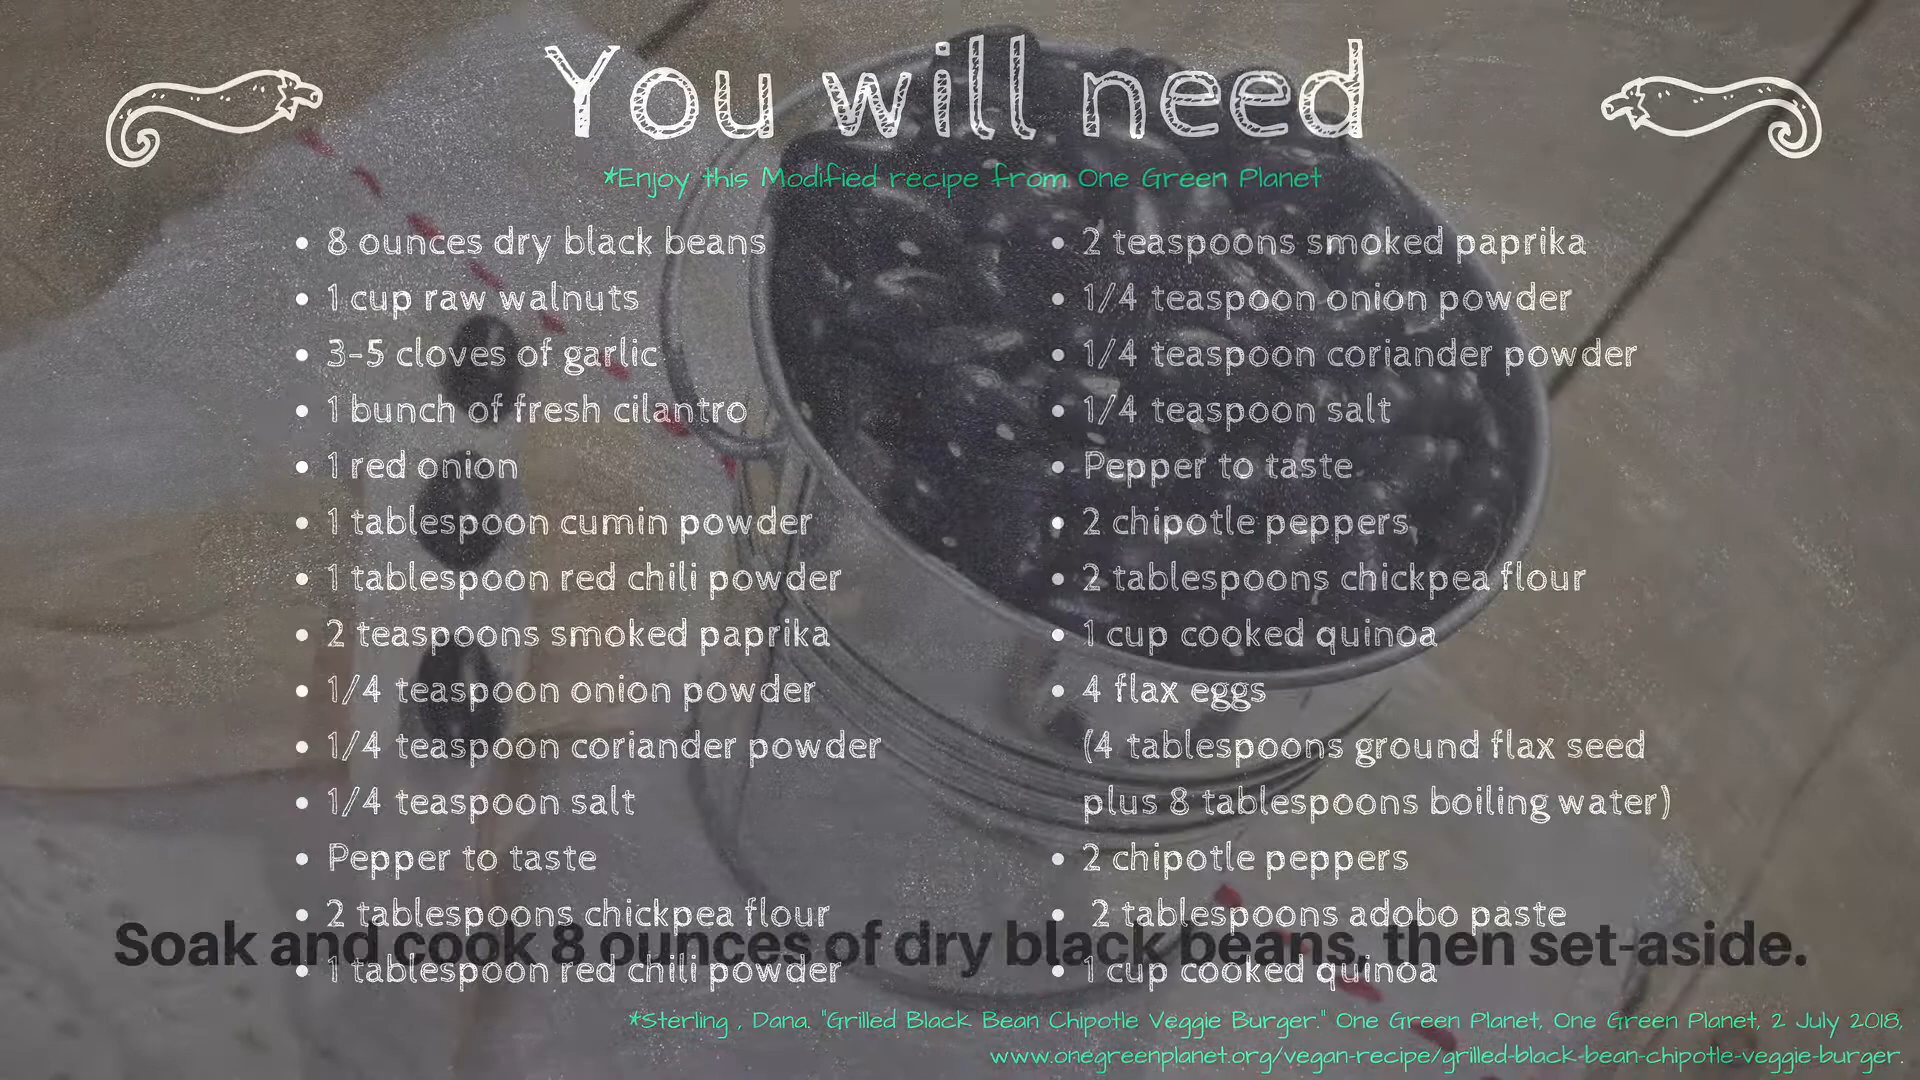 You will need
*Enjoy this Modified recipe from One Green Planet
• 8 ounces dry black beans
• 1 cup raw walnuts
• 3-5 cloves of garlic
• 1 bunch of fresh cilantro
• 1 red onion
• 1 tablespoon cumin powder
• 1 tablespoon red chili powder
• 2 teaspoons smoked paprika
• 1/4 teaspoon onion powder
• 1/4 teaspoon coriander powder
• 1/4 teaspoon salt
• Pepper to taste
• 2 tablespoons chickpea flour
• 1 tablespoon red chili powder
• 2 teaspoons smoked paprika
• 1/4 teaspoon onion powder
• 1/4 teaspoon coriander powder
• 1/4 teaspoon salt
• Pepper to taste
• 2 chipotle peppers
• 2 tablespoons chickpea flour
• 1 cup cooked quinoa
• 4 flax eggs
(4 tablespoons ground flax seed
plus 8 tablespoons boiling water)
• 2 chipotle peppers
• 2 tablespoons adobo paste
• 1 cup cooked quinoa
Soak and cook 8 ounces of dry black beans, then set-aside.
*Sterling , Dana. "Grilled Black Bean Chipotle Veggie Burger." One Green Planet, One Green Planet, 2 July 2018,
www.onegreenplanet.org/vegan-recipe/grilled-black-bean-chipotle-veggie-burger.